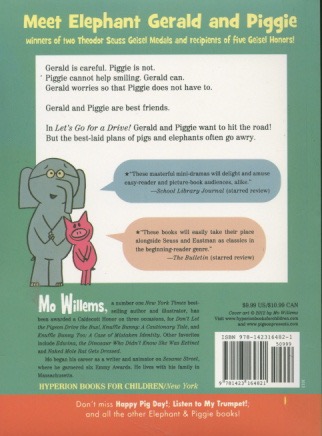 Meet Elephant Gerald and Piggie
winners of two Theodor Seuss Geisel Medals and recipients of five Geisel Honors!
Gerald is careful. Piggie is not.
Piggie cannot help smiling. Gerald can.
Gerald worries so that Piggie does not have to.
Gerald and Piggie are best friends.
In Let's Go for a Drive! Gerald and Piggie want to hit the road!
But the best-laid plans of pigs and elephants often go awry.
★"These masterful mini-dramas will delight and amuse
easy-reader and picture-book audiences, alike."
—School Library Journal (starred review)
★"These books will easily take their place
alongside Seuss and Eastman as classics in
the beginning-reader genre."
—The Bulletin (starred review)
Mo Willems, a number one New York Times best-
selling author and illustrator, has
been awarded a Caldecott Honor on three occasions, for Don't Let
the Pigeon Drive the Bus!, Knuffle Bunny: A Cautionary Tale, and
Knuffle Bunny Too: A Case of Mistaken Identity. Other favorites
include Edwina, the Dinosaur Who Didn't Know She Was Extinct
and Naked Mole Rat Gets Dressed.
Mo began his career as a writer and animator on Sesame Street,
where he garnered six Emmy Awards. He lives with his family in
Massachusetts.
HYPERION BOOKS FOR CHILDREN/New York
$8.99 US/$10.99 CAN
Cover art © 2012 by Mo Willems
Visit www.hyperionbooksforchildren.com
and www.pigeonpresents.com
ISBN 978-142316482-1
50899
9 781423 164821
Don't miss Happy Pig Day!, Listen to My Trumpet!,
and all the other Elephant & Piggie books!